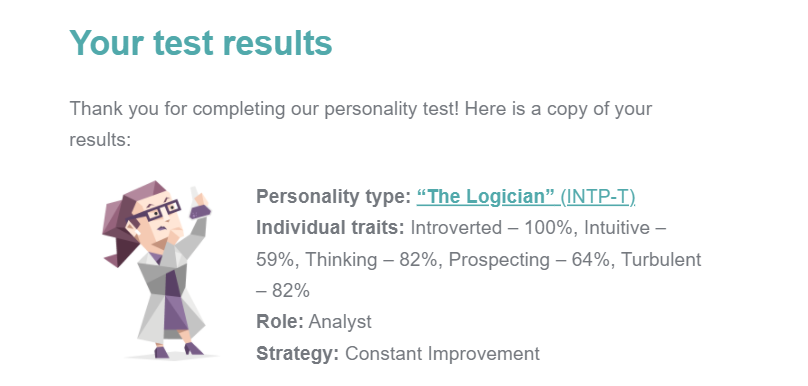 Your test results
Thank you for completing our personality test! Here is a copy of your
results:
Personality type: “The Logician” (INTP-T)
Individual traits: Introverted – 100%, Intuitive –
59%, Thinking – 82%, Prospecting – 64%, Turbulent
– 82%
Role: Analyst
Strategy: Constant Improvement